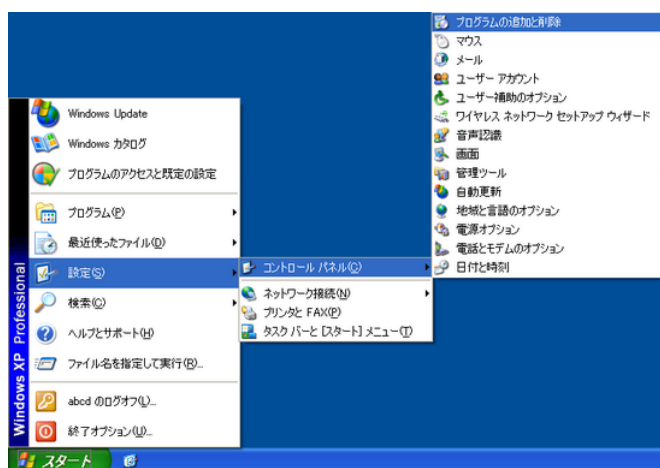 プログラムの追加と削除
マウス
メール
ユーザー アカウント
ユーザー補助のオプション
ワイヤレス ネットワーク セットアップ ウィザード
音声認識
画面
管理ツール
自動更新
地域と言語のオプション
電源オプション
電話とモデムのオプション
日付と時刻
Windows Update
Windows カタログ
プログラムのアクセスと既定の設定
プログラム(P)
最近使ったファイル(D)
設定(S)
検索(C)
ヘルプとサポート(H)
ファイル名を指定して実行(R)...
abcd のログオフ(L)...
終了オプション(U)...
コントロール パネル(C)
ネットワーク接続(N)
プリンタと FAX(P)
タスク バーと [スタート] メニュー(T)
Windows XP Professional
スタート